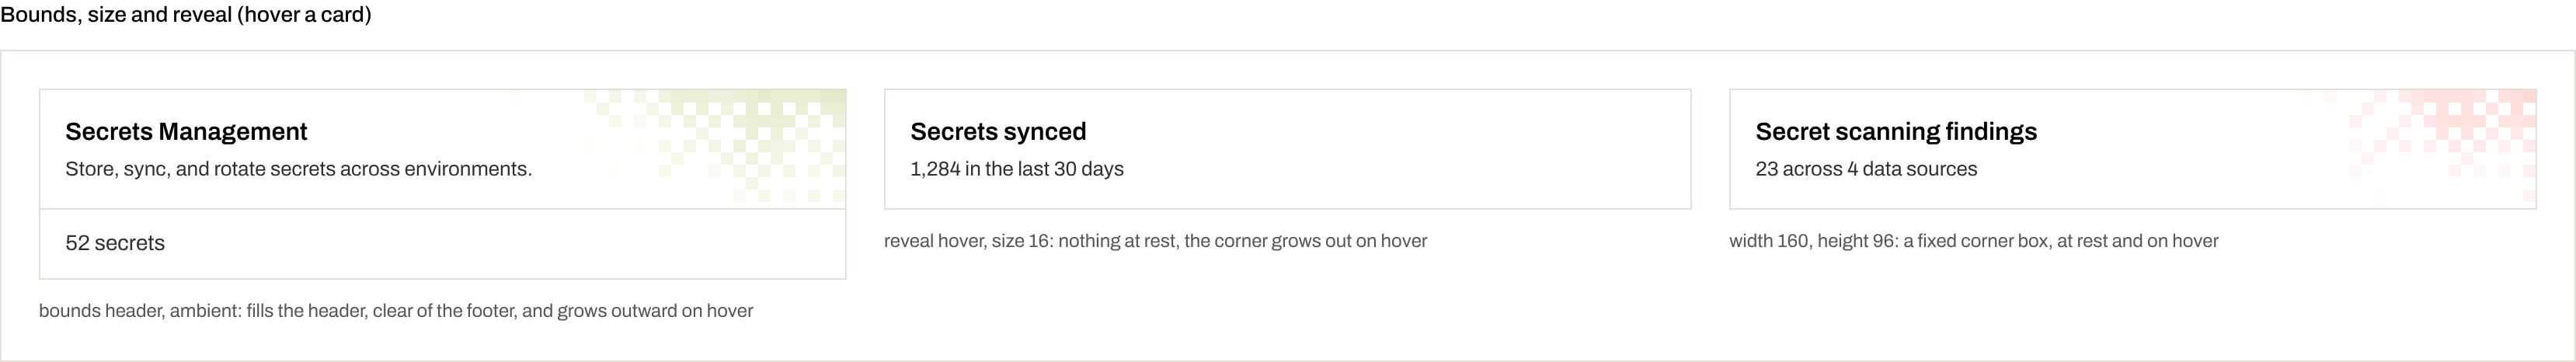 Bounds, size and reveal (hover a card)
Secrets Management
Store, sync, and rotate secrets across environments.
52 secrets
bounds header, ambient: fills the header, clear of the footer, and grows outward on hover
Secrets synced
1,284 in the last 30 days
reveal hover, size 16: nothing at rest, the corner grows out on hover
Secret scanning findings
23 across 4 data sources
width 160, height 96: a fixed corner box, at rest and on hover